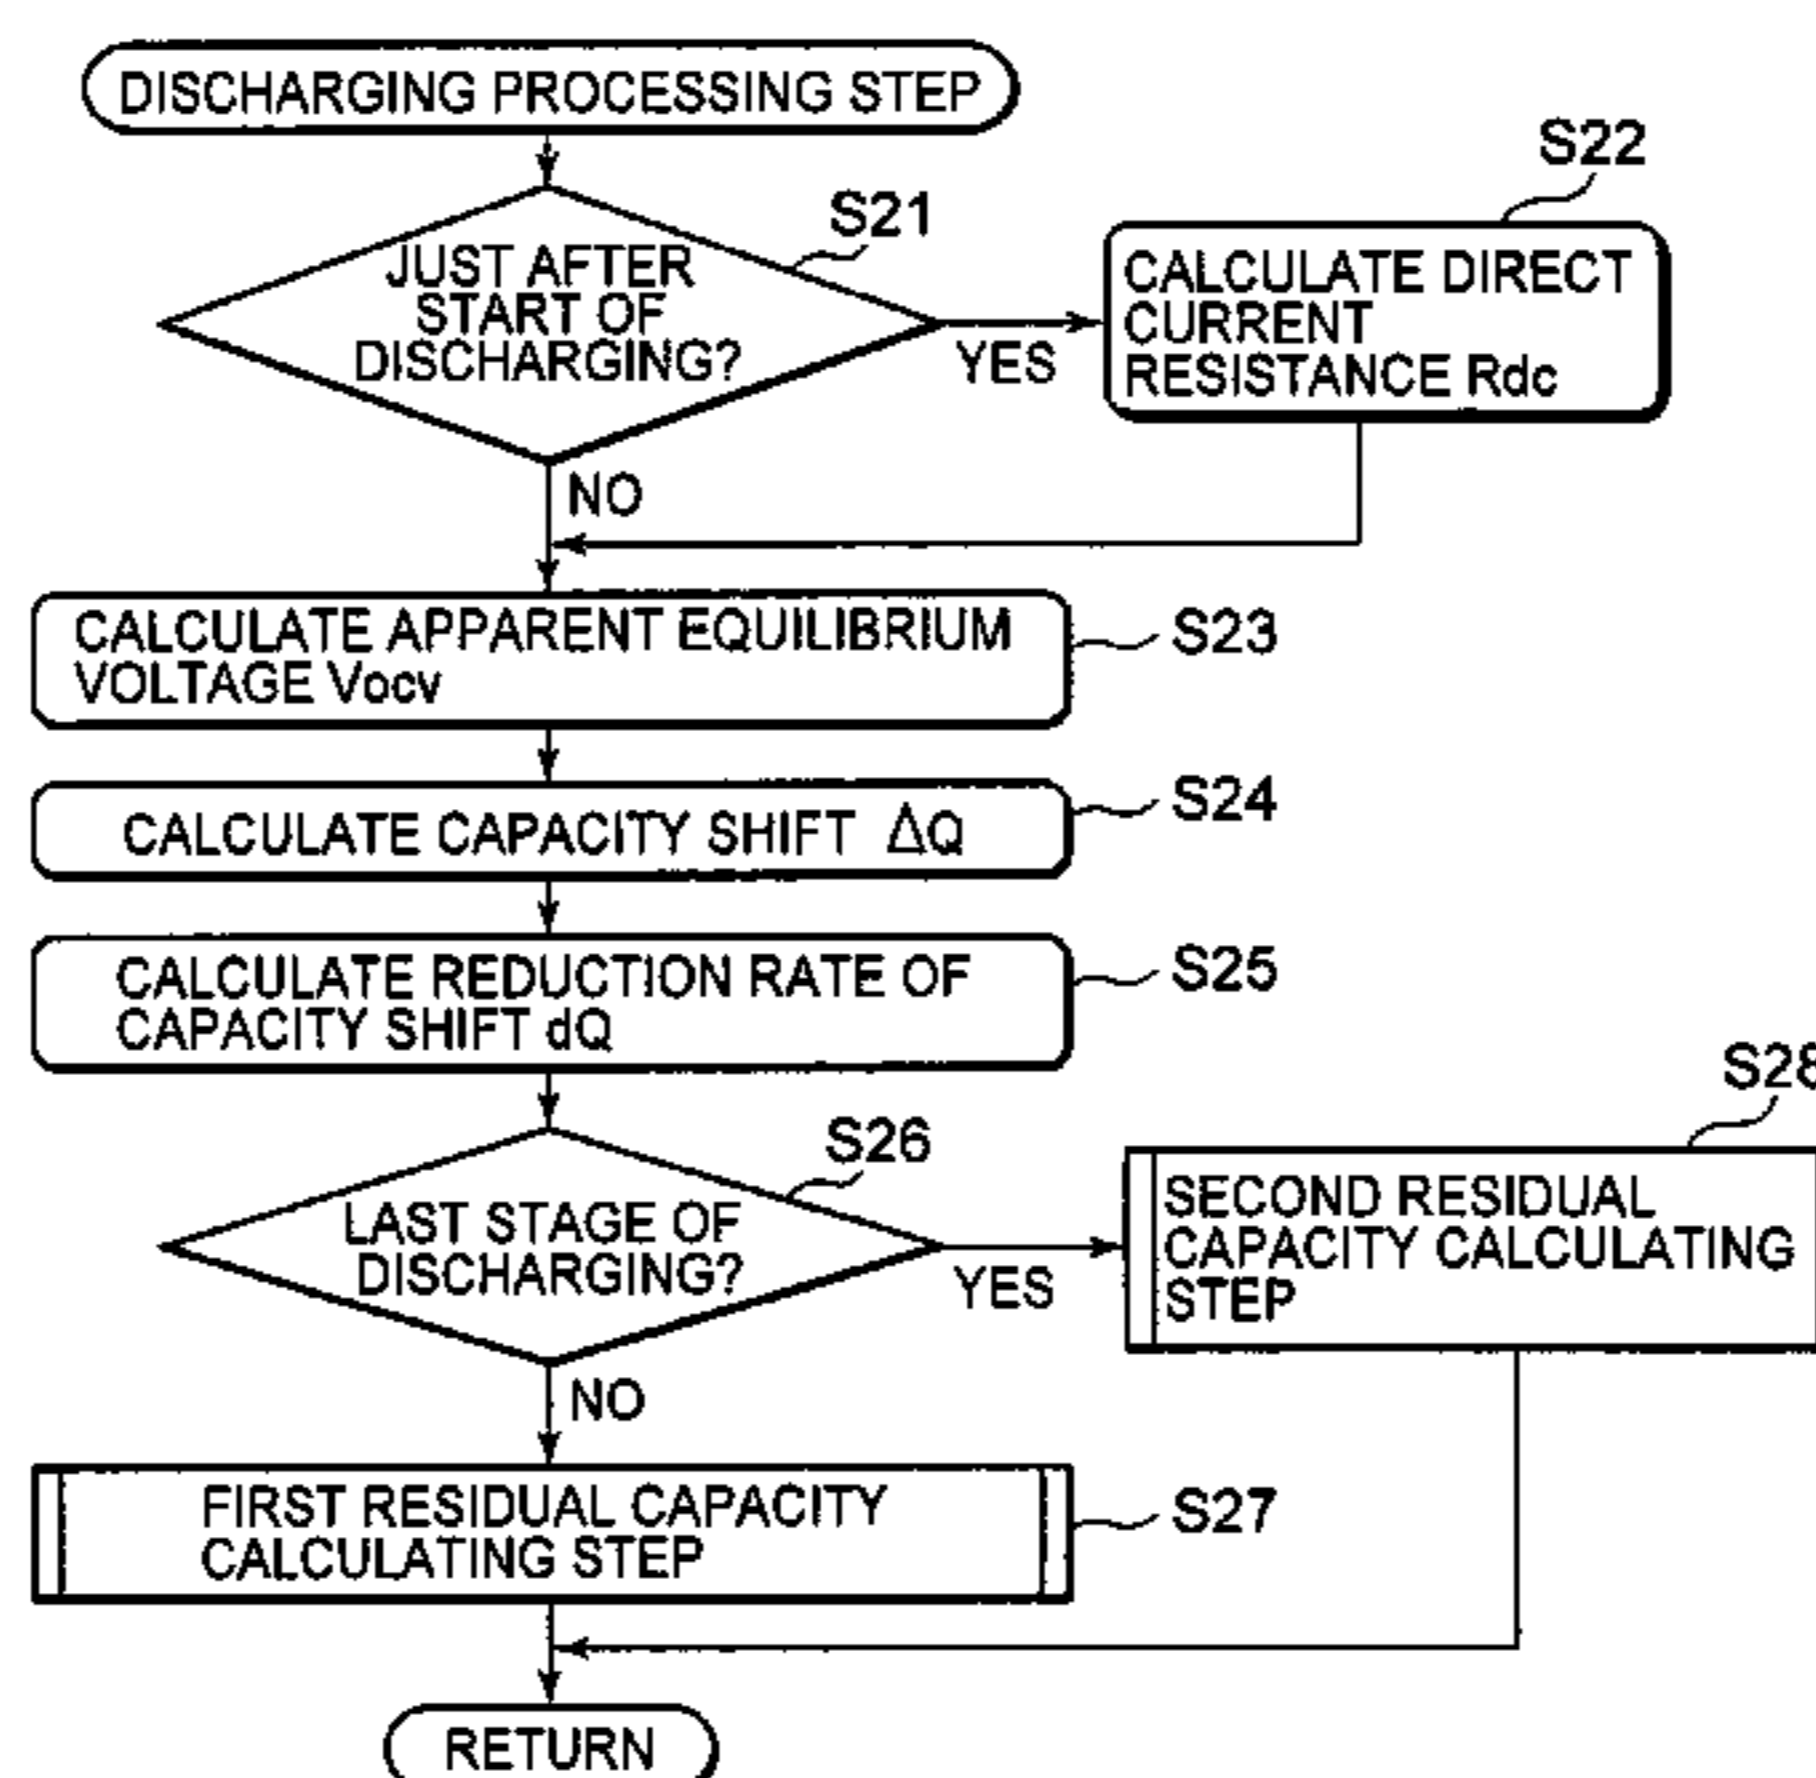 DISCHARGING PROCESSING STEP
S21
JUST AFTER
START OF
DISCHARGING?
YES
S22
CALCULATE DIRECT
CURRENT
RESISTANCE Rdc
NO
CALCULATE APPARENT EQUILIBRIUM
VOLTAGE Vocv
S23
CALCULATE CAPACITY SHIFT ΔQ
S24
CALCULATE REDUCTION RATE OF
CAPACITY SHIFT dQ
S25
S26
LAST STAGE OF
DISCHARGING?
YES
S28
SECOND RESIDUAL
CAPACITY CALCULATING
STEP
NO
FIRST RESIDUAL CAPACITY
CALCULATING STEP
S27
RETURN